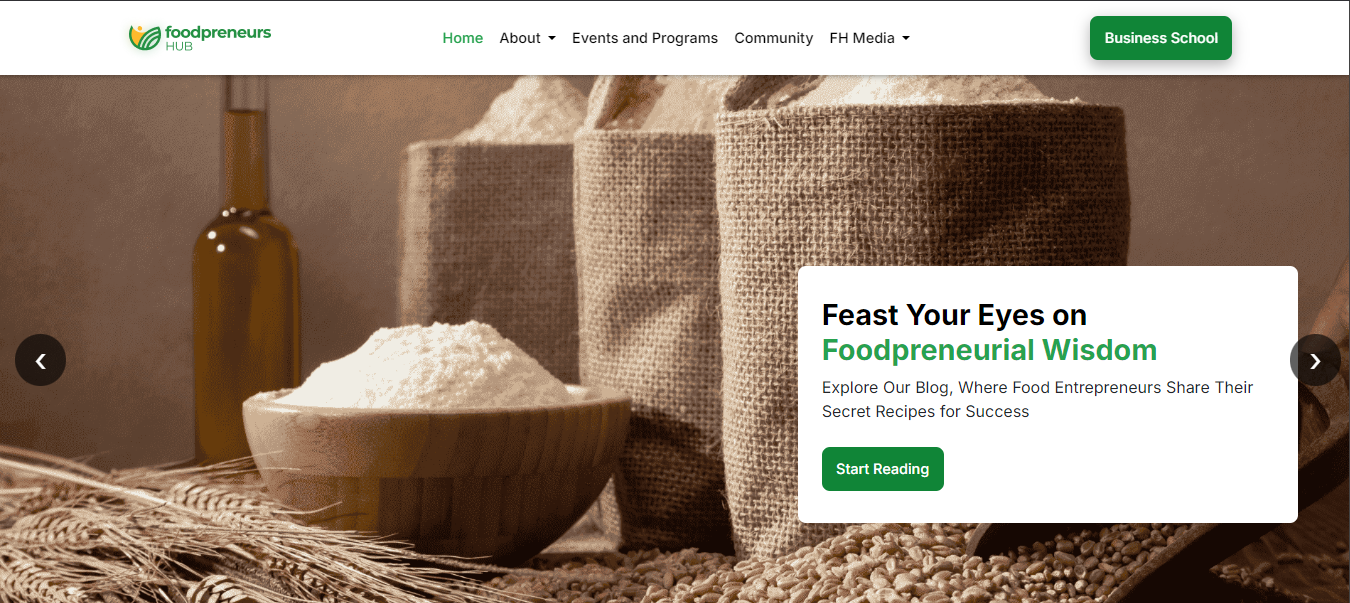 foodpreneurs
HUB
Home About Events and Programs Community FH Media
Business School
Feast Your Eyes on
Foodpreneurial Wisdom
Explore Our Blog, Where Food Entrepreneurs Share Their
Secret Recipes for Success
Start Reading